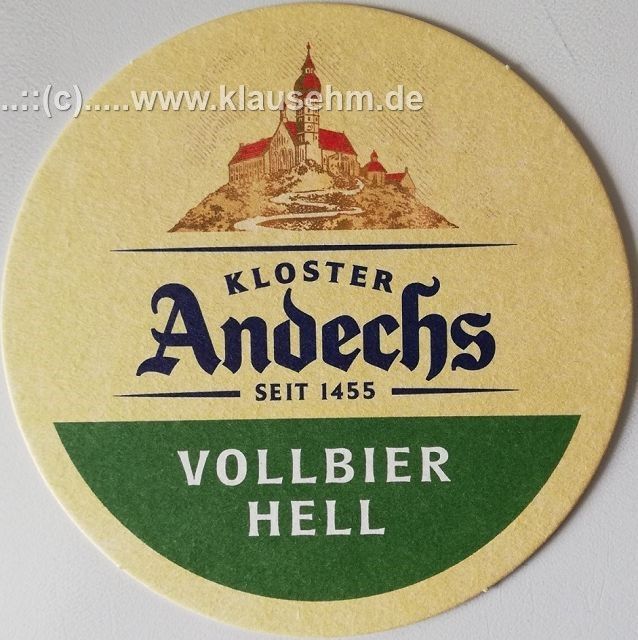 ..::(c).....www.klausehm.de
KLOSTER
Andechs
SEIT 1455
VOLLBIER
HELL